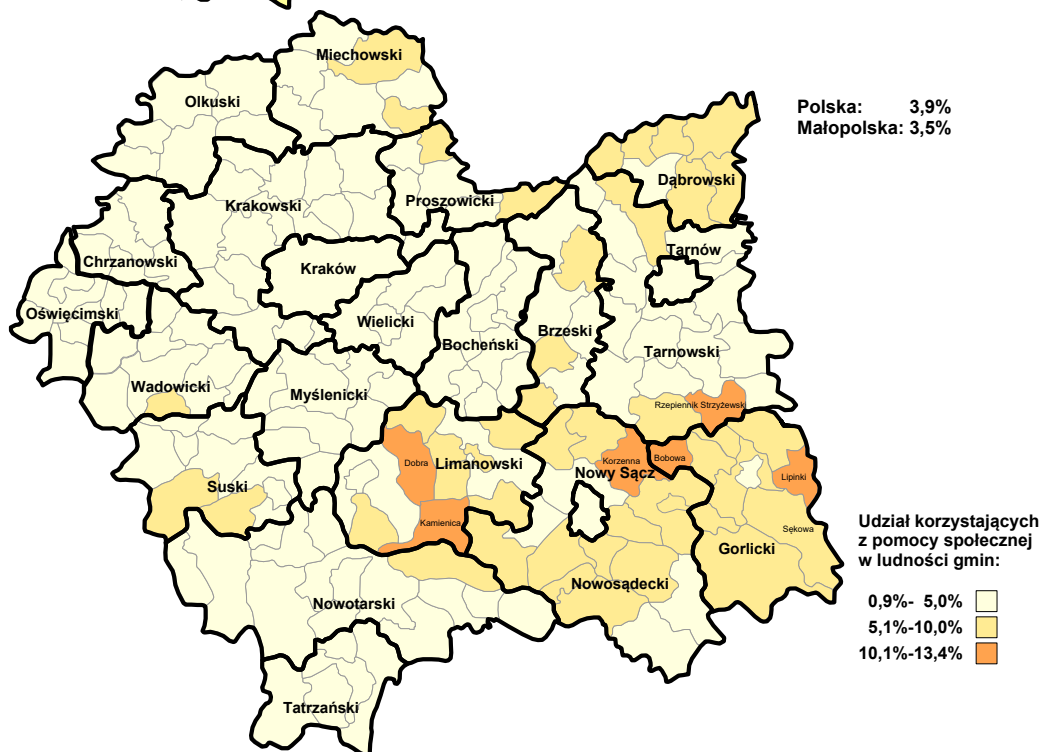 Miechowski
Olkuski
Polska: 3,9%
Małopolska: 3,5%
Dąbrowski
Proszowicki
Krakowski
Tarnów
Chrzanowski
Kraków
Oświęcimski
Wielicki
Brzeski
Bocheński
Tarnowski
Wadowicki
Myślenicki
Rzepiennik Strzyżewski
Dobra
Limanowski
Korzenna
Bobowa
Nowy Sącz
Lipinki
Suski
Kamienica
Sękowa
Gorlicki
Udział korzystających
z pomocy społecznej
w ludności gmin:
Nowosądecki
Nowotarski
0,9%- 5,0%
5,1%-10,0%
10,1%-13,4%
Tatrzański